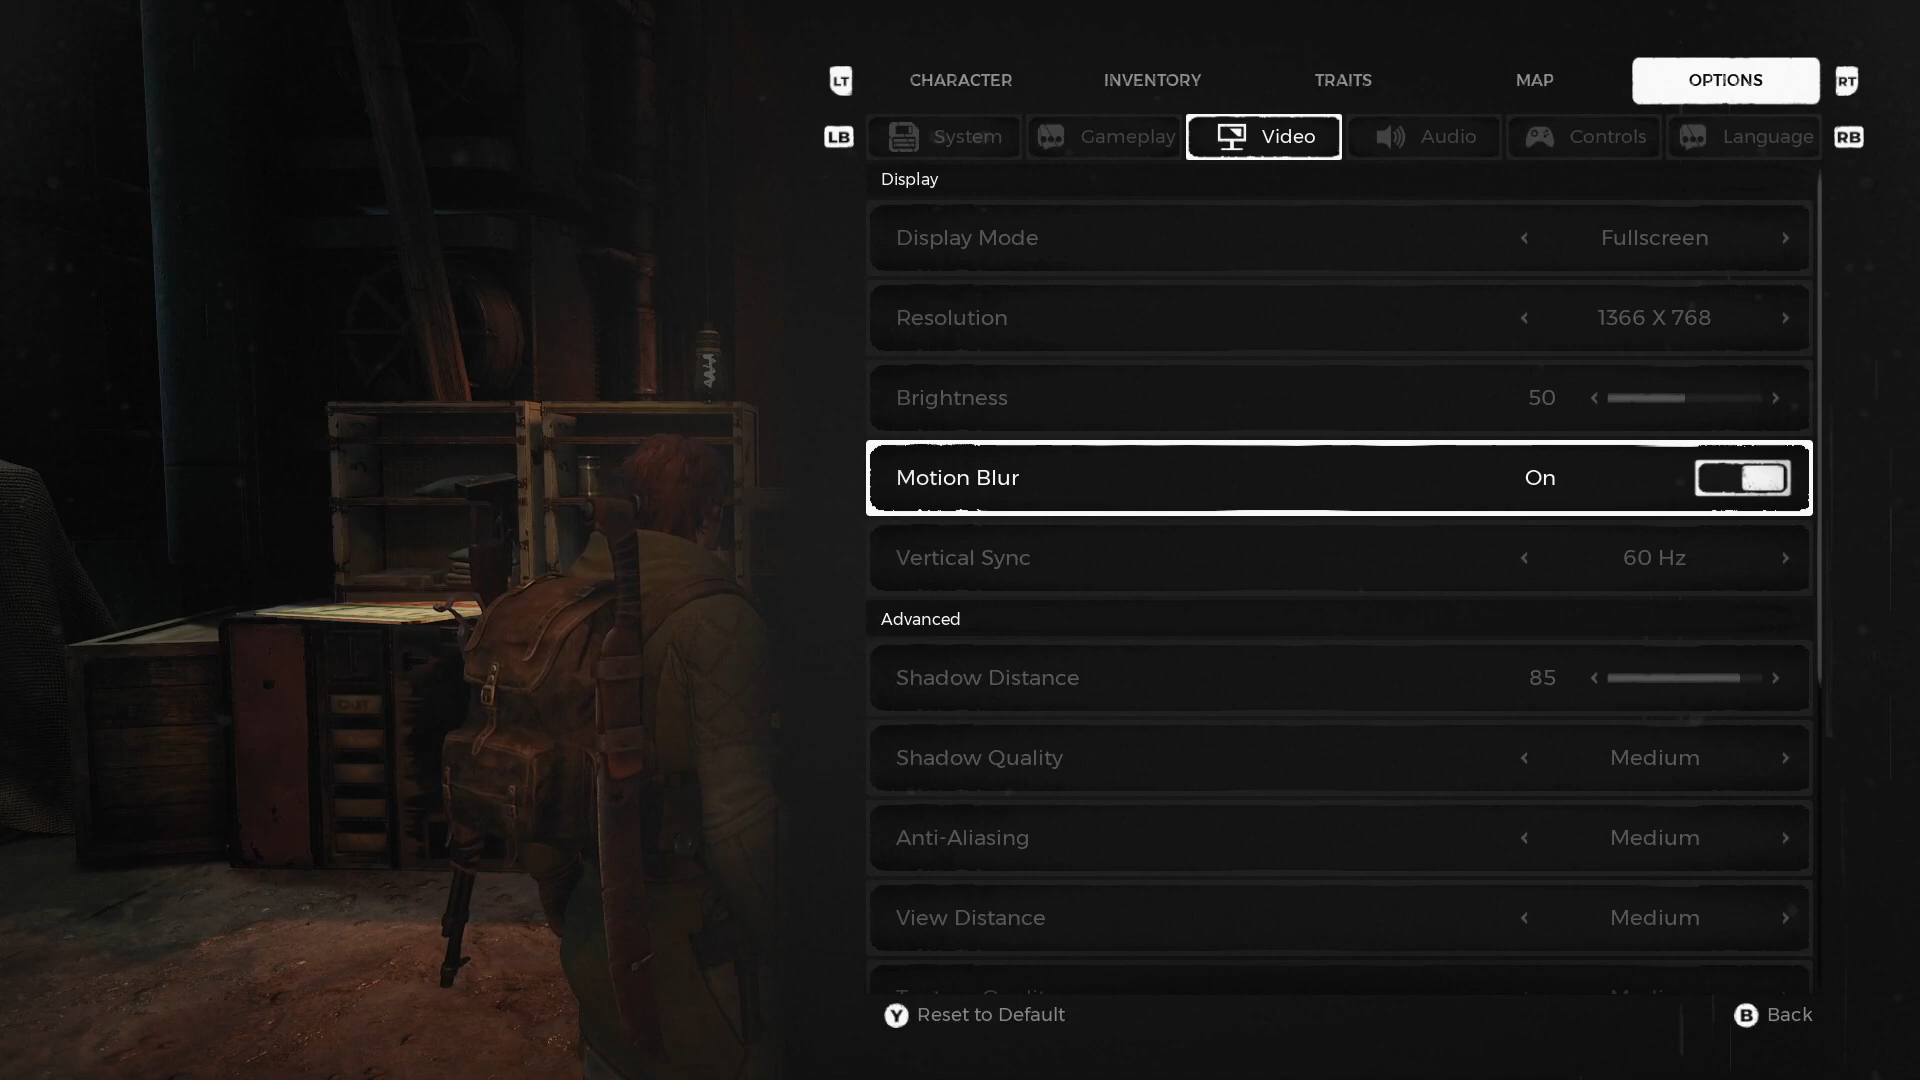 LT CHARACTER INVENTORY TRAITS MAP OPTIONS RT
LB System Gameplay Video Audio Controls Language RB
Display
Display Mode Fullscreen
Resolution 1366 X 768
Brightness 50
Motion Blur On
Vertical Sync 60 Hz
Advanced
Shadow Distance 85
Shadow Quality Medium
Anti-Aliasing Medium
View Distance Medium
Y Reset to Default B Back